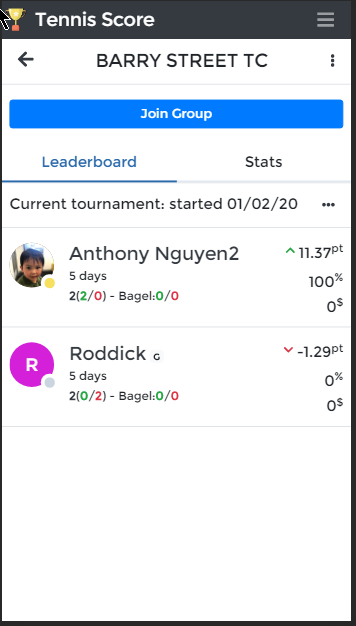 Tennis Score
BARRY STREET TC
Join Group
Leaderboard Stats
Current tournament: started 01/02/20
Anthony Nguyen2 11.37pt
5 days
100%
2(2/0) - Bagel:0/0
0$
R
Roddick G -1.29pt
5 days
0%
2(0/2) - Bagel:0/0
0$